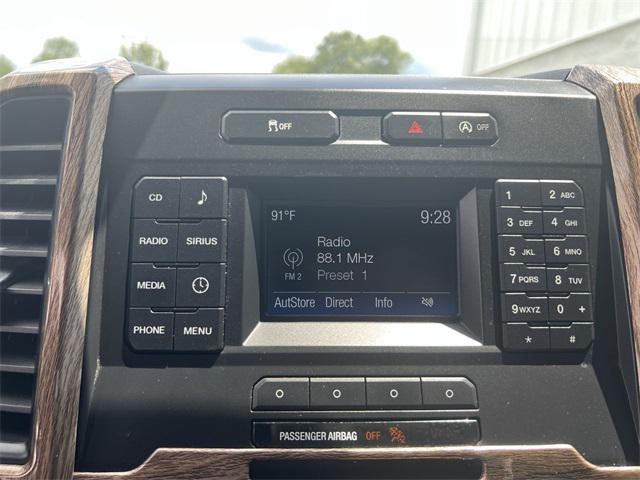 OFF
A OFF
CD
RADIO SIRIUS
MEDIA
PHONE MENU
91°F 9:28
Radio
88.1 MHz
FM 2 Preset 1
AutStore Direct Info
1 2 ABC
3 DEF 4 GHI
5 JKL 6 MNO
7 PQRS 8 TUV
9 WXYZ 0 +
* #
PASSENGER AIRBAG OFF